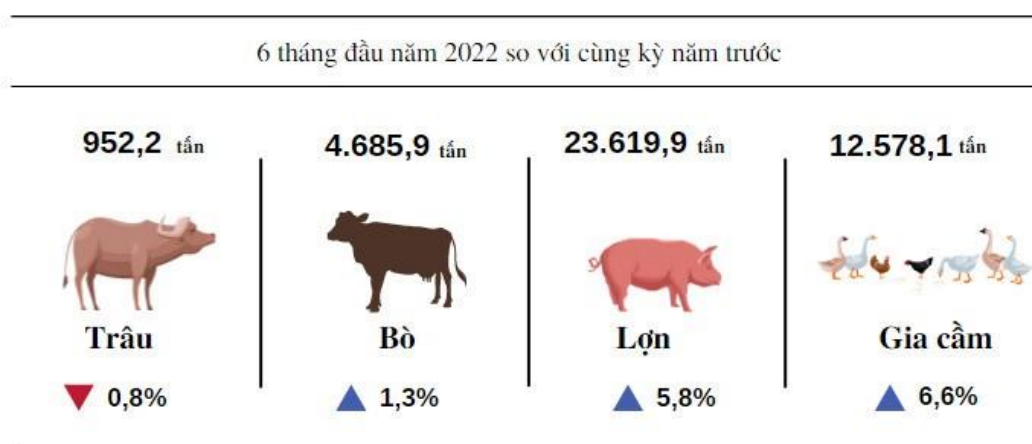 6 tháng đầu năm 2022 so với cùng kỳ năm trước
952,2 tấn
4.685,9 tấn
23.619,9 tấn
12.578,1 tấn
Trâu
Bò
Lợn
Gia cầm
0,8%
1,3%
5,8%
6,6%